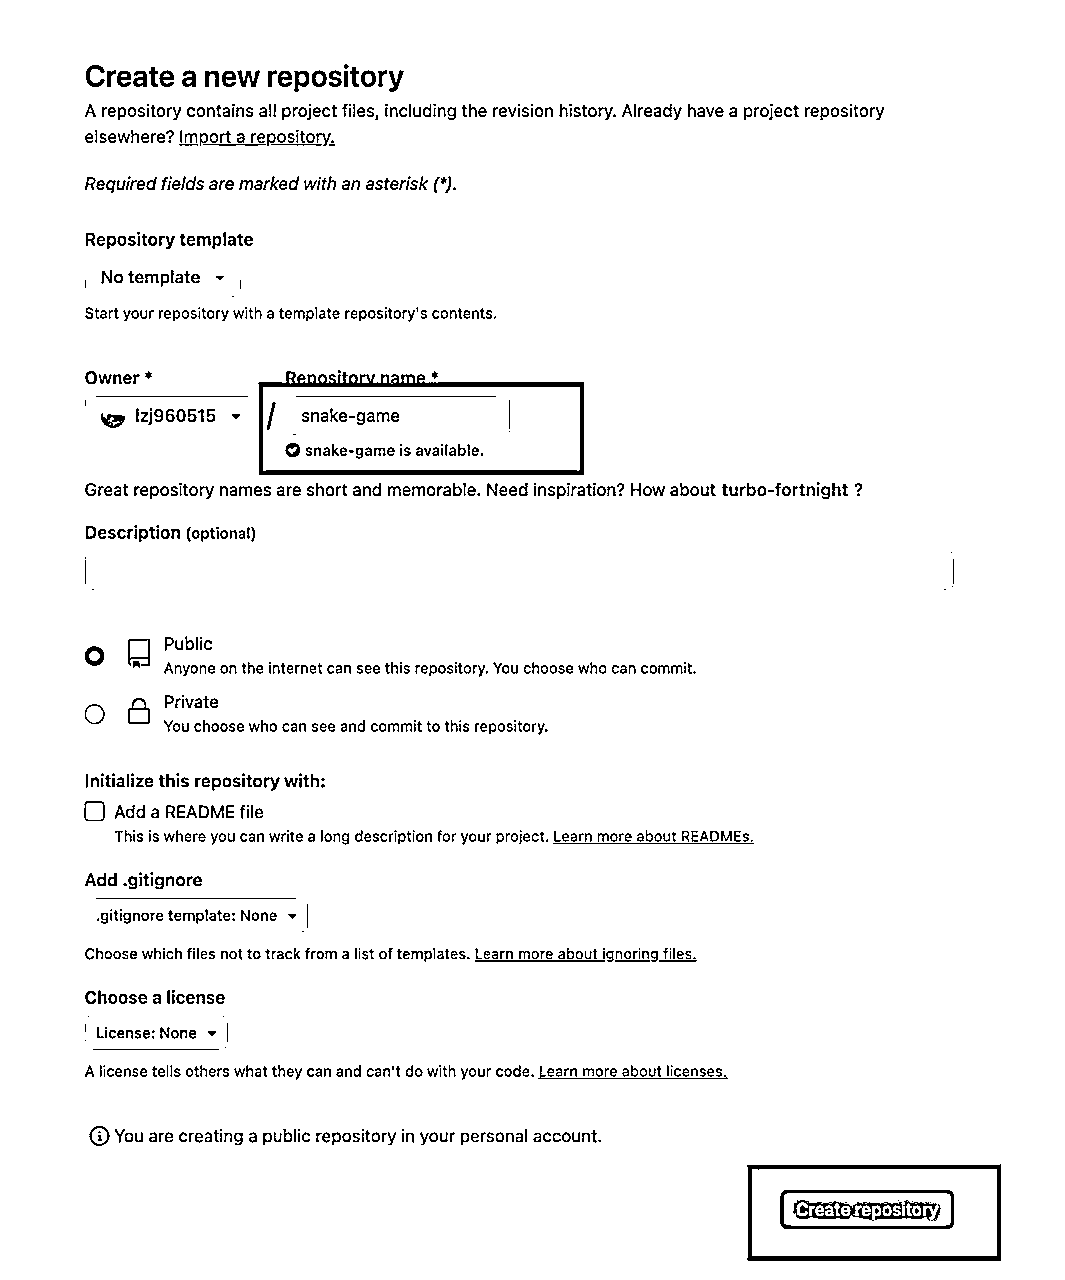 Create a new repository
A repository contains all project files, including the revision history. Already have a project repository
elsewhere? Import a repository.
Required fields are marked with an asterisk (*).
Repository template
No template
Start your repository with a template repository's contents.
Owner *
Repository name *
lzj960515
/
snake-game
snake-game is available.
Great repository names are short and memorable. Need inspiration? How about turbo-fortnight ?
Description (optional)
Public
Anyone on the internet can see this repository. You choose who can commit.
Private
You choose who can see and commit to this repository.
Initialize this repository with:
Add a README file
This is where you can write a long description for your project. Learn more about READMEs.
Add .gitignore
.gitignore template: None
Choose which files not to track from a list of templates. Learn more about ignoring files.
Choose a license
License: None
A license tells others what they can and can't do with your code. Learn more about licenses.
You are creating a public repository in your personal account.
Create repository